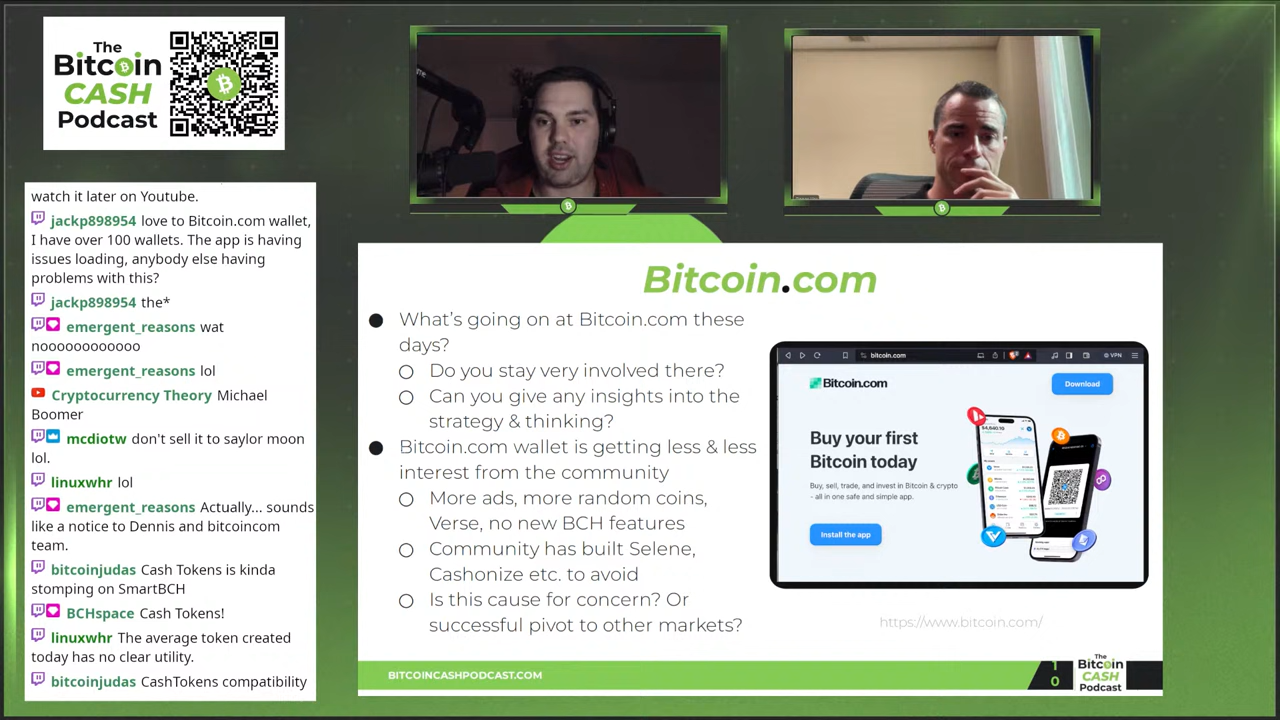 The
Bitcoin
CASH
Podcast
watch it later on Youtube.
jackp898954 love to Bitcoin.com wallet,
I have over 100 wallets. The app is having
issues loading, anybody else having
problems with this?
jackp898954 the*
emergent_reasons wat
nooooooooooo
emergent_reasons lol
Cryptocurrency Theory Michael
Boomer
mcdiotw don't sell it to saylor moon
lol.
linuxwhr lol
emergent_reasons Actually... sounds
like a notice to Dennis and bitcoincom
team.
bitcoinjudas Cash Tokens is kinda
stomping on SmartBCH
BCHspace Cash Tokens!
linuxwhr The average token created
today has no clear utility.
bitcoinjudas CashTokens compatibility
Bitcoin.com
● What's going on at Bitcoin.com these
days?
○ Do you stay very involved there?
○ Can you give any insights into the
strategy & thinking?
● Bitcoin.com wallet is getting less & less
interest from the community
○ More ads, more random coins,
Verse, no new BCH features
○ Community has built Selene,
Cashonize etc. to avoid
○ Is this cause for concern? Or
successful pivot to other markets?
bitcoin.com
VPN
Bitcoin.com
Download
Buy your first
Bitcoin today
Buy, sell, trade, and invest in Bitcoin & crypto
- all in one safe and simple app.
Install the app
https://www.bitcoin.com/
BITCOINCASHPODCAST.COM
1
0
The
Bitcoin
CASH
Podcast